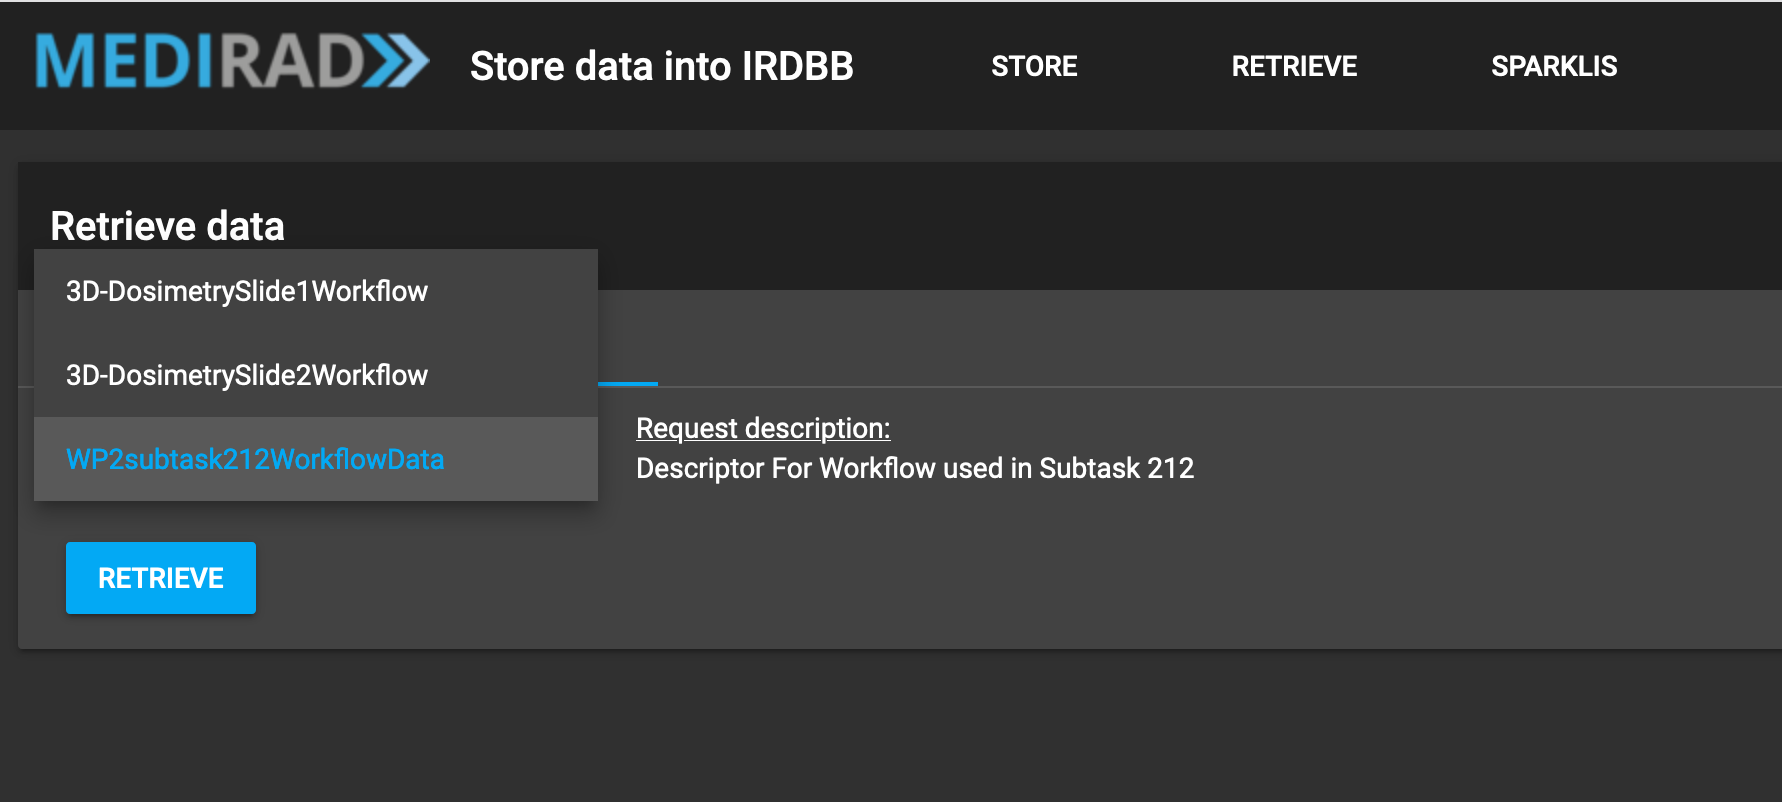 MEDIRAD
Store data into IRDBB
STORE
RETRIEVE
SPARKLIS
Retrieve data
3D-DosimetrySlide1Workflow
3D-DosimetrySlide2Workflow
WP2subtask212WorkflowData
Request description:
Descriptor For Workflow used in Subtask 212
RETRIEVE